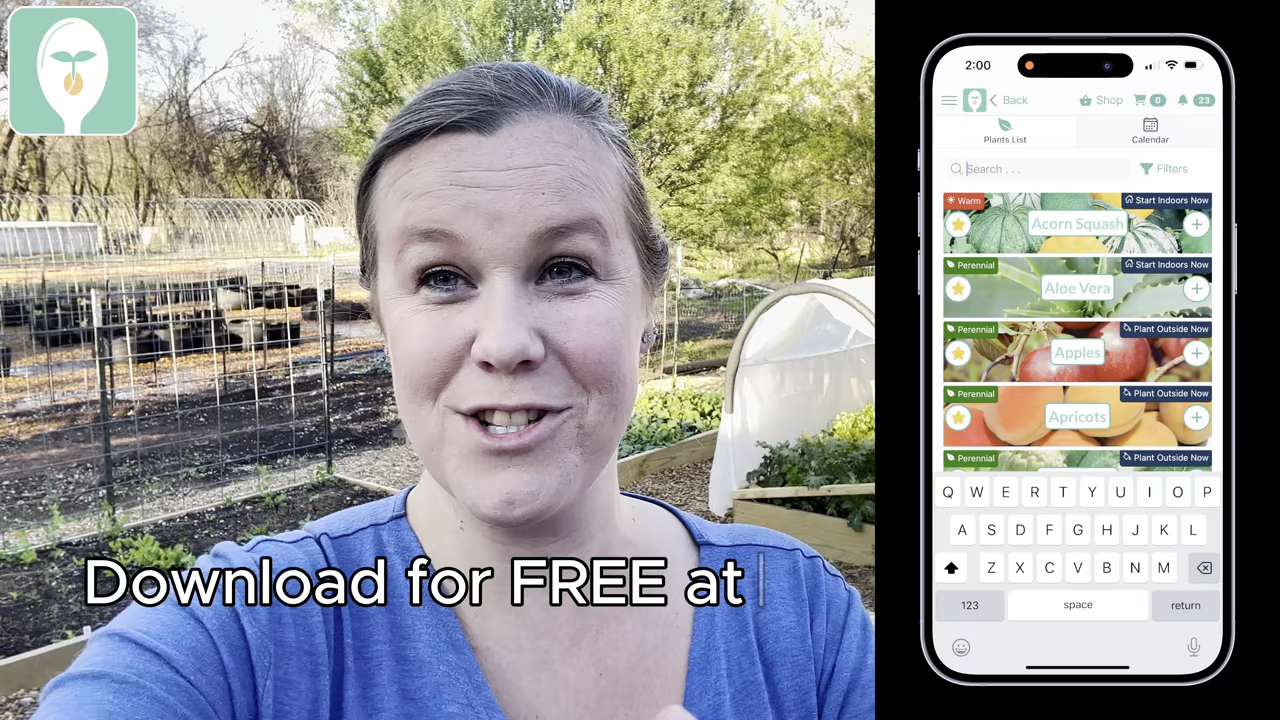 Download for FREE at
2:00
Back
Shop
0
23
Plants List
Calendar
Search . . .
Filters
Warm
Start Indoors Now
Acorn Squash
Perennial
Start Indoors Now
Aloe Vera
Perennial
Plant Outside Now
Apples
Perennial
Plant Outside Now
Apricots
Perennial
Plant Outside Now
Q W E R T Y U I O P
A S D F G H J K L
Z X C V B N M
123
space
return